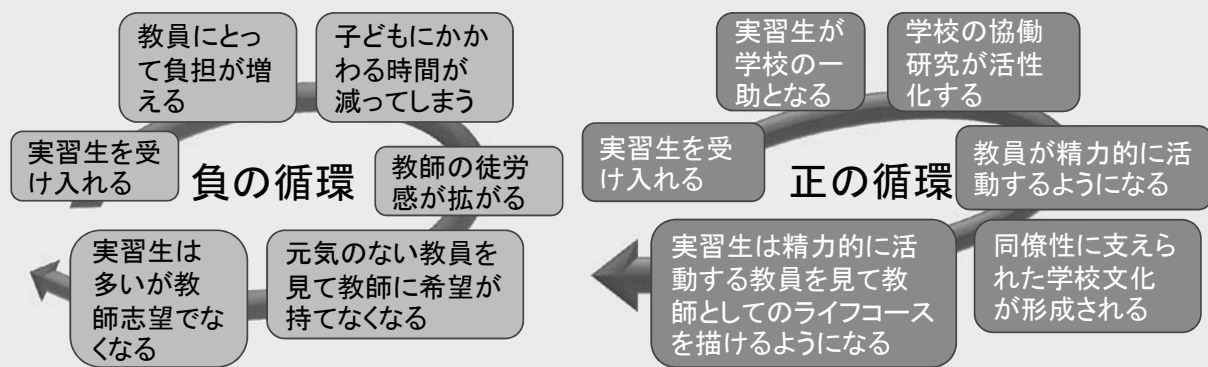 実習生を受
け入れる
教員にとっ
て負担が増
える
子どもにかか
わる時間が
減ってしまう
教師の徒労
感が拡がる
元気のない教員を
見て教師に希望が
持てなくなる
実習生は
多いが教
師志望でな
くなる
負の循環
実習生を受
け入れる
実習生が
学校の一
助となる
学校の協働
研究が活性
化する
教員が精力的に活
動するようになる
同僚性に支えら
れた学校文化
が形成される
実習生は精力的に活
動する教員を見て教
師としてのライフコース
を描けるようになる
正の循環